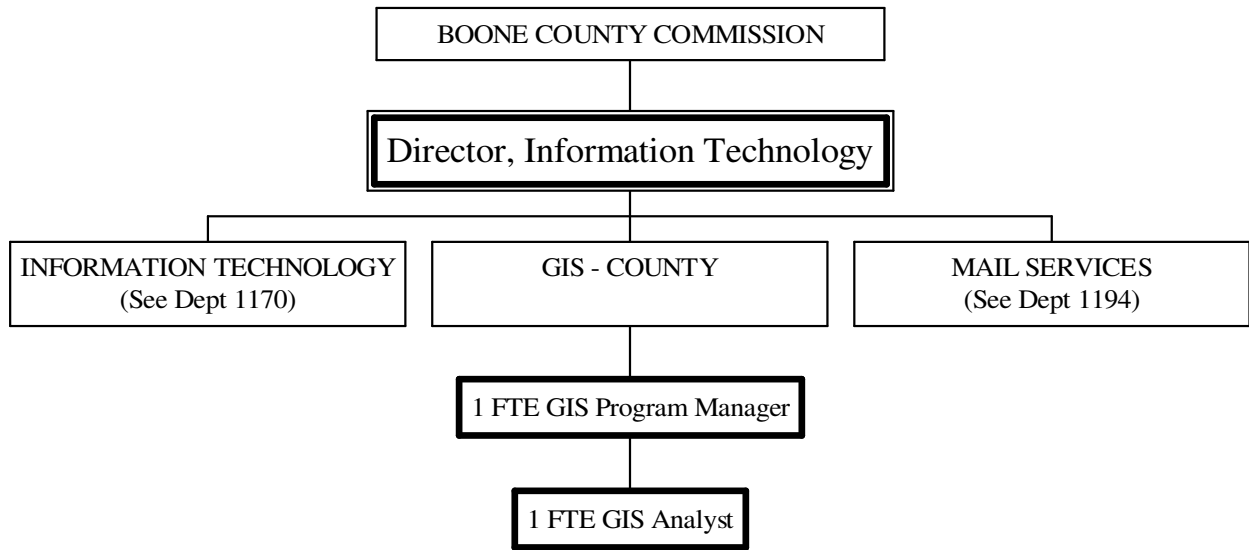 BOONE COUNTY COMMISSION
Director, Information Technology
INFORMATION TECHNOLOGY
(See Dept 1170)
GIS - COUNTY
MAIL SERVICES
(See Dept 1194)
1 FTE GIS Program Manager
1 FTE GIS Analyst